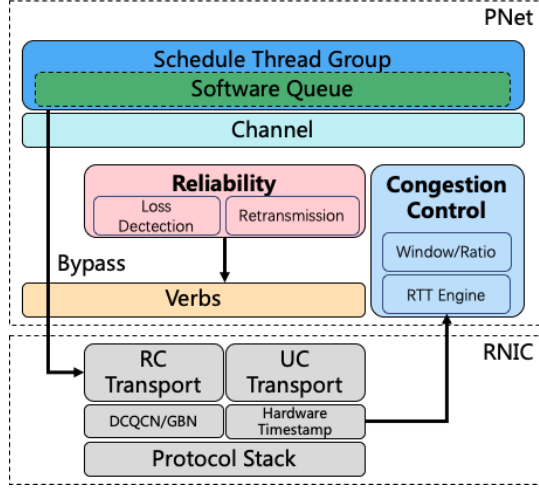 PNet
Schedule Thread Group
Software Queue
Channel
Reliability
Loss
Dectection
Retransmission
Congestion
Control
Window/Ratio
RTT Engine
Bypass
Verbs
RNIC
RC
Transport
UC
Transport
DCQCN/GBN
Hardware
Timestamp
Protocol Stack